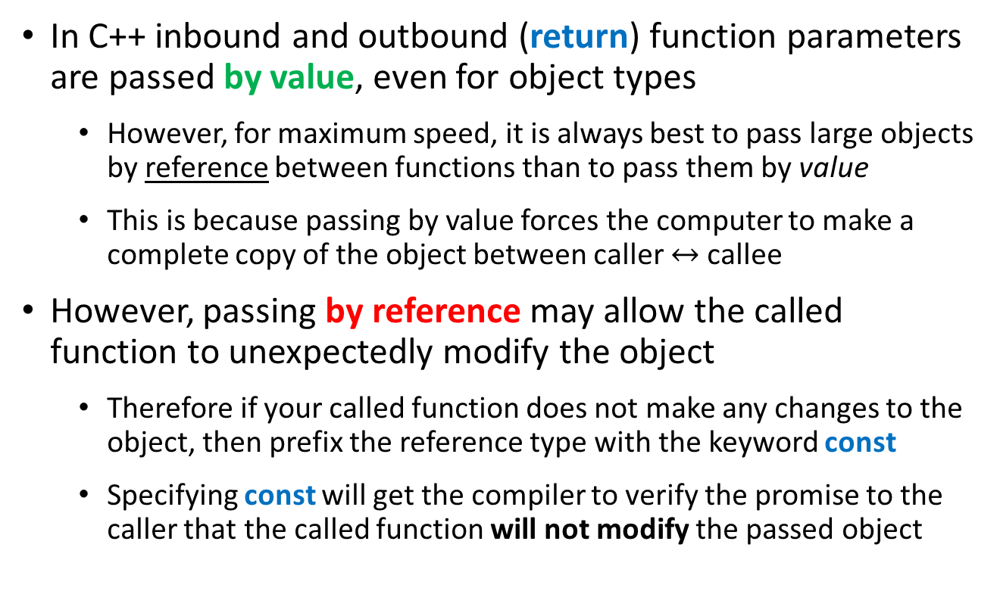 • In C++ inbound and outbound (return) function parameters
are passed by value, even for object types
• However, for maximum speed, it is always best to pass large objects
by reference between functions than to pass them by value
• This is because passing by value forces the computer to make a
complete copy of the object between caller ↔ callee
• However, passing by reference may allow the called
function to unexpectedly modify the object
• Therefore if your called function does not make any changes to the
object, then prefix the reference type with the keyword const
• Specifying const will get the compiler to verify the promise to the
caller that the called function will not modify the passed object